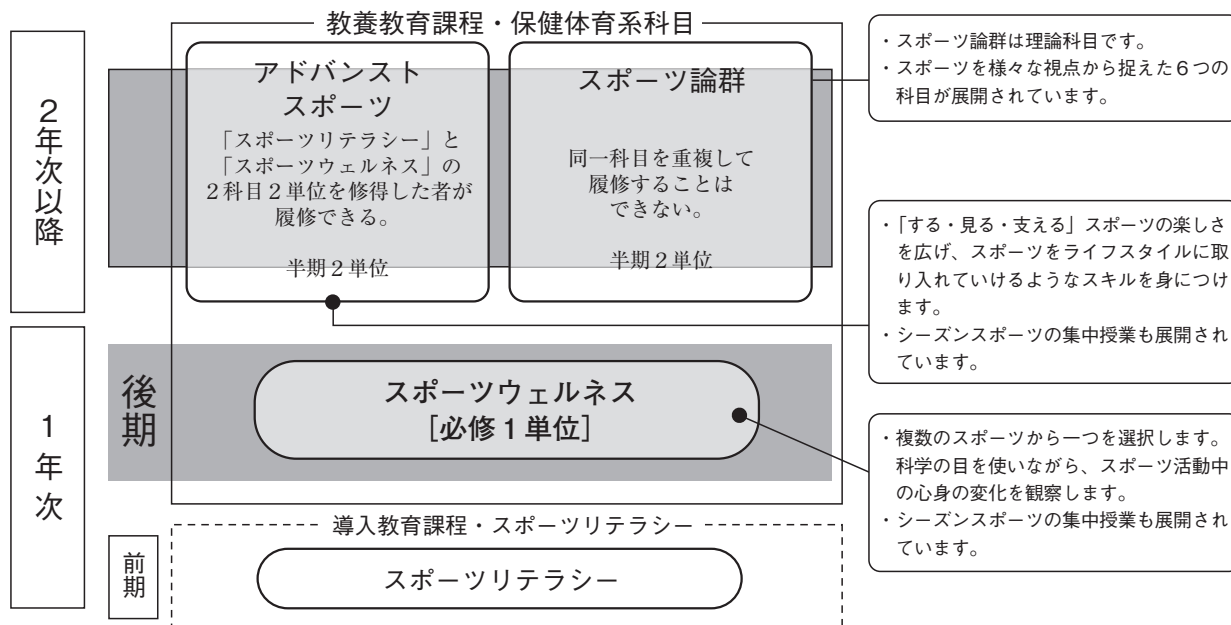 教養教育課程・保健体育系科目
2年次以降
アドバンスト
スポーツ
「スポーツリテラシー」と
「スポーツウェルネス」の
2科目2単位を修得した者が
履修できる。
半期2単位
スポーツ論群
同一科目を重複して
履修することは
できない。
半期2単位
・スポーツ論群は理論科目です。
・スポーツを様々な視点から捉えた6つの
科目が展開されています。
・「する・見る・支える」スポーツの楽しさ
を広げ、スポーツをライフスタイルに取
り入れていけるようなスキルを身につけ
ます。
・シーズンスポーツの集中授業も展開され
ています。
1年次
後期
スポーツウェルネス
[必修1単位]
・複数のスポーツから一つを選択します。
科学の目を使いながら、スポーツ活動中
の心身の変化を観察します。
・シーズンスポーツの集中授業も展開され
ています。
導入教育課程・スポーツリテラシー
前期
スポーツリテラシー